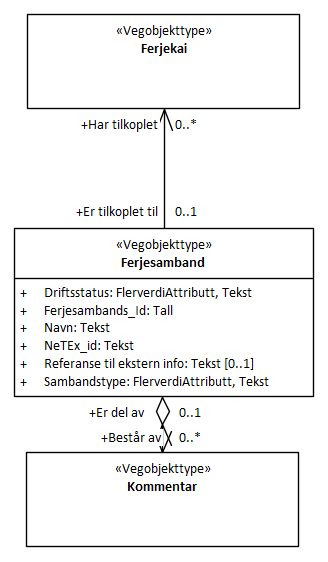 «Vegobjekttype»
Ferjekai
+Har tilkoplet 0..*
+Er tilkoplet til 0..1
«Vegobjekttype»
Ferjesamband
+ Driftsstatus: FlerverdiAttributt, Tekst
+ Ferjesambands_Id: Tall
+ Navn: Tekst
+ NeTEx_id: Tekst
+ Referanse til ekstern info: Tekst [0..1]
+ Sambandstype: FlerverdiAttributt, Tekst
+Er del av 0..1
+Består av 0..*
«Vegobjekttype»
Kommentar